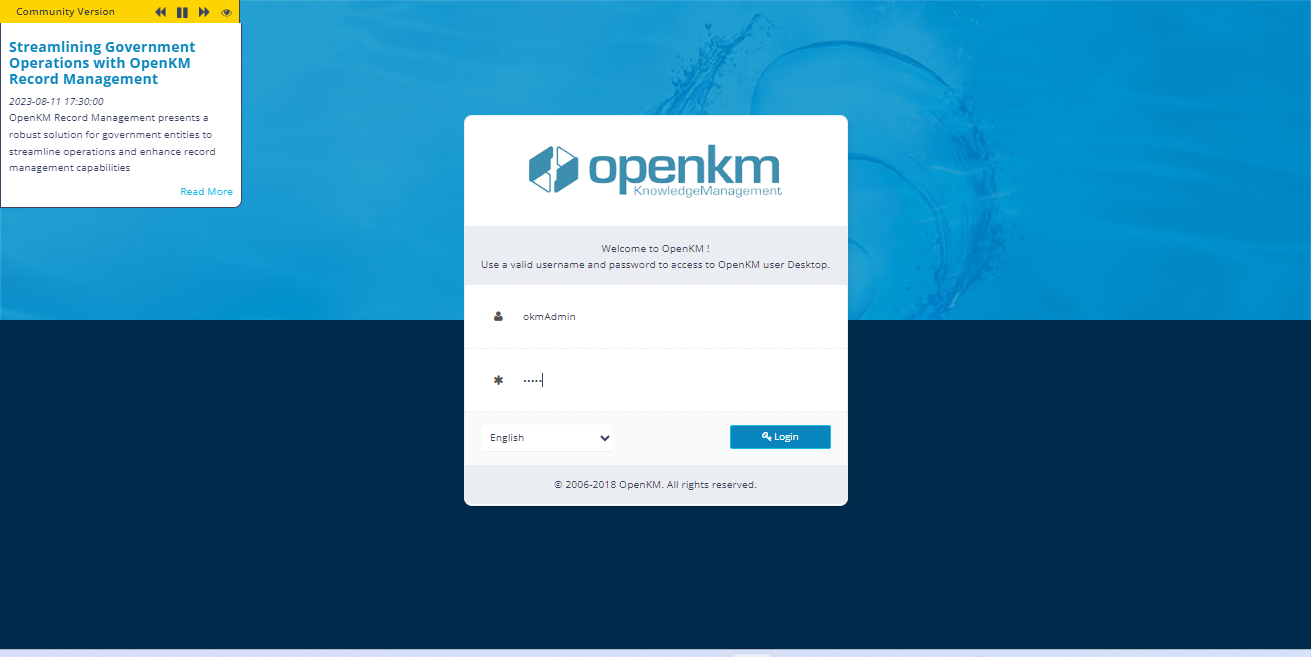 Community Version
Streamlining Government
Operations with OpenKM
Record Management
2023-08-11 17:30:00
OpenKM Record Management presents a
robust solution for government entities to
streamline operations and enhance record
management capabilities
Read More
openkm
KnowledgeManagement
Welcome to OpenKM !
Use a valid username and password to access to OpenKM user Desktop.
okmAdmin
•••••
English
Login
© 2006-2018 OpenKM. All rights reserved.